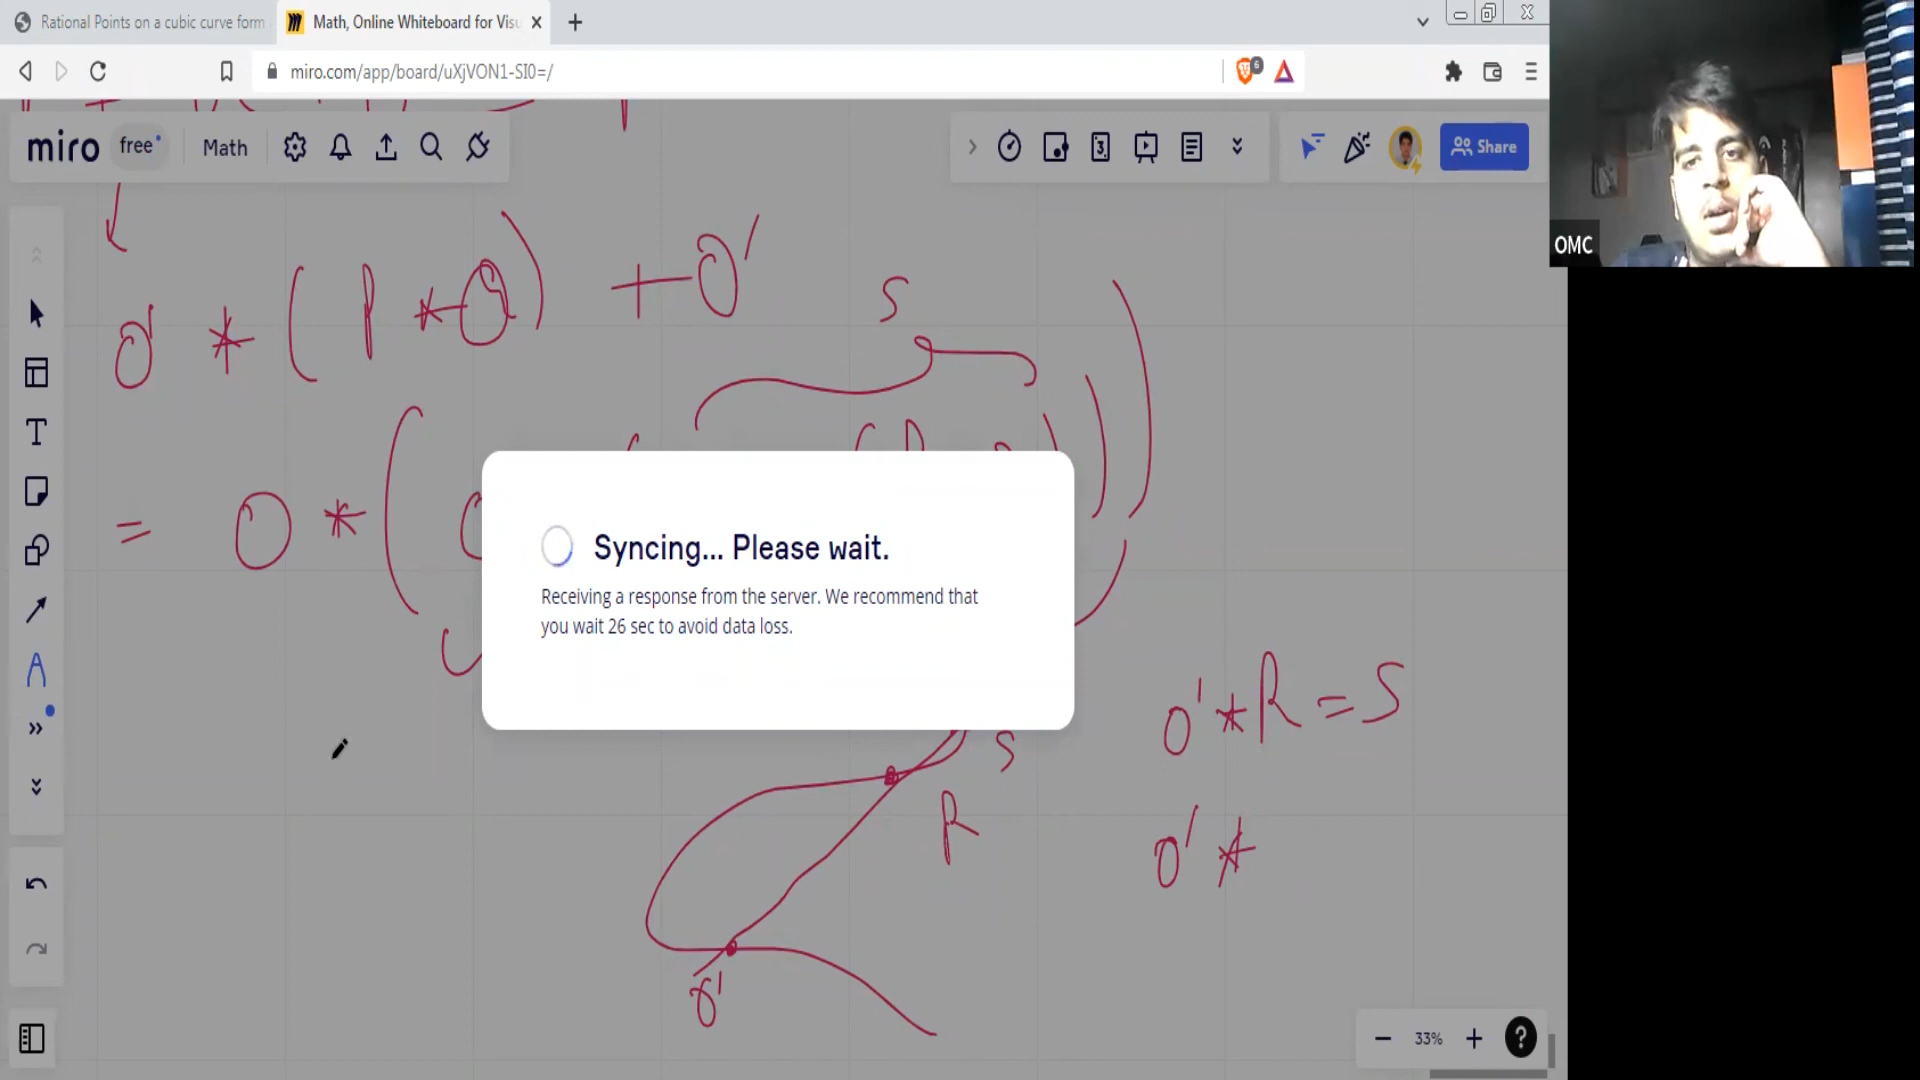 Rational Points on a cubic curve form
Math, Online Whiteboard for Visu
miro.com/app/board/uXjVON1-SI0=/
6
miro free Math
3
Share
OMC
O' * (P * Q) + O'
S
= O * (
Syncing... Please wait.
Receiving a response from the server. We recommend that
you wait 26 sec to avoid data loss.
O' * R = S
S
R
O' *
O'
33%